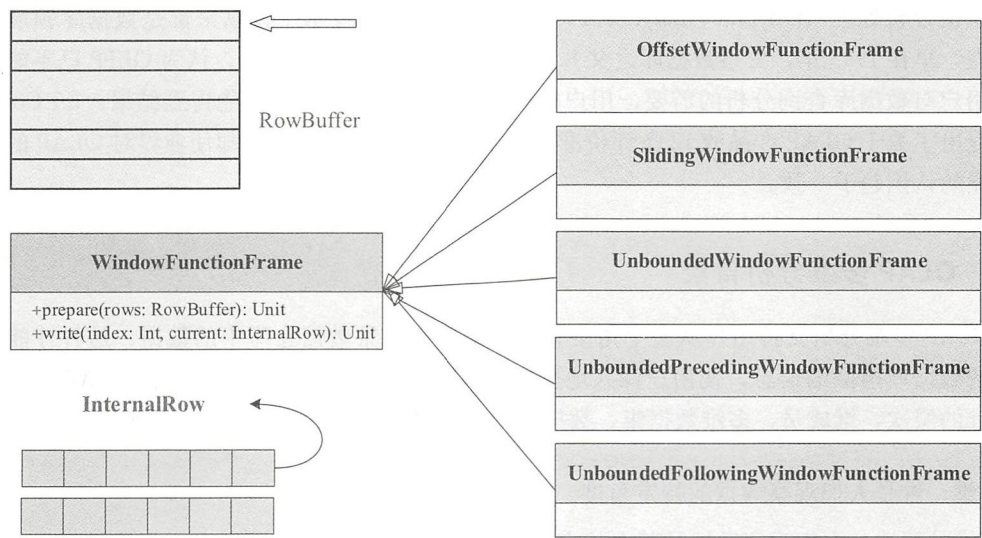 RowBuffer
WindowFunctionFrame
+prepare(rows: RowBuffer): Unit
+write(index: Int, current: InternalRow): Unit
InternalRow
OffsetWindowFunctionFrame
SlidingWindowFunctionFrame
UnboundedWindowFunctionFrame
UnboundedPrecedingWindowFunctionFrame
UnboundedFollowingWindowFunctionFrame